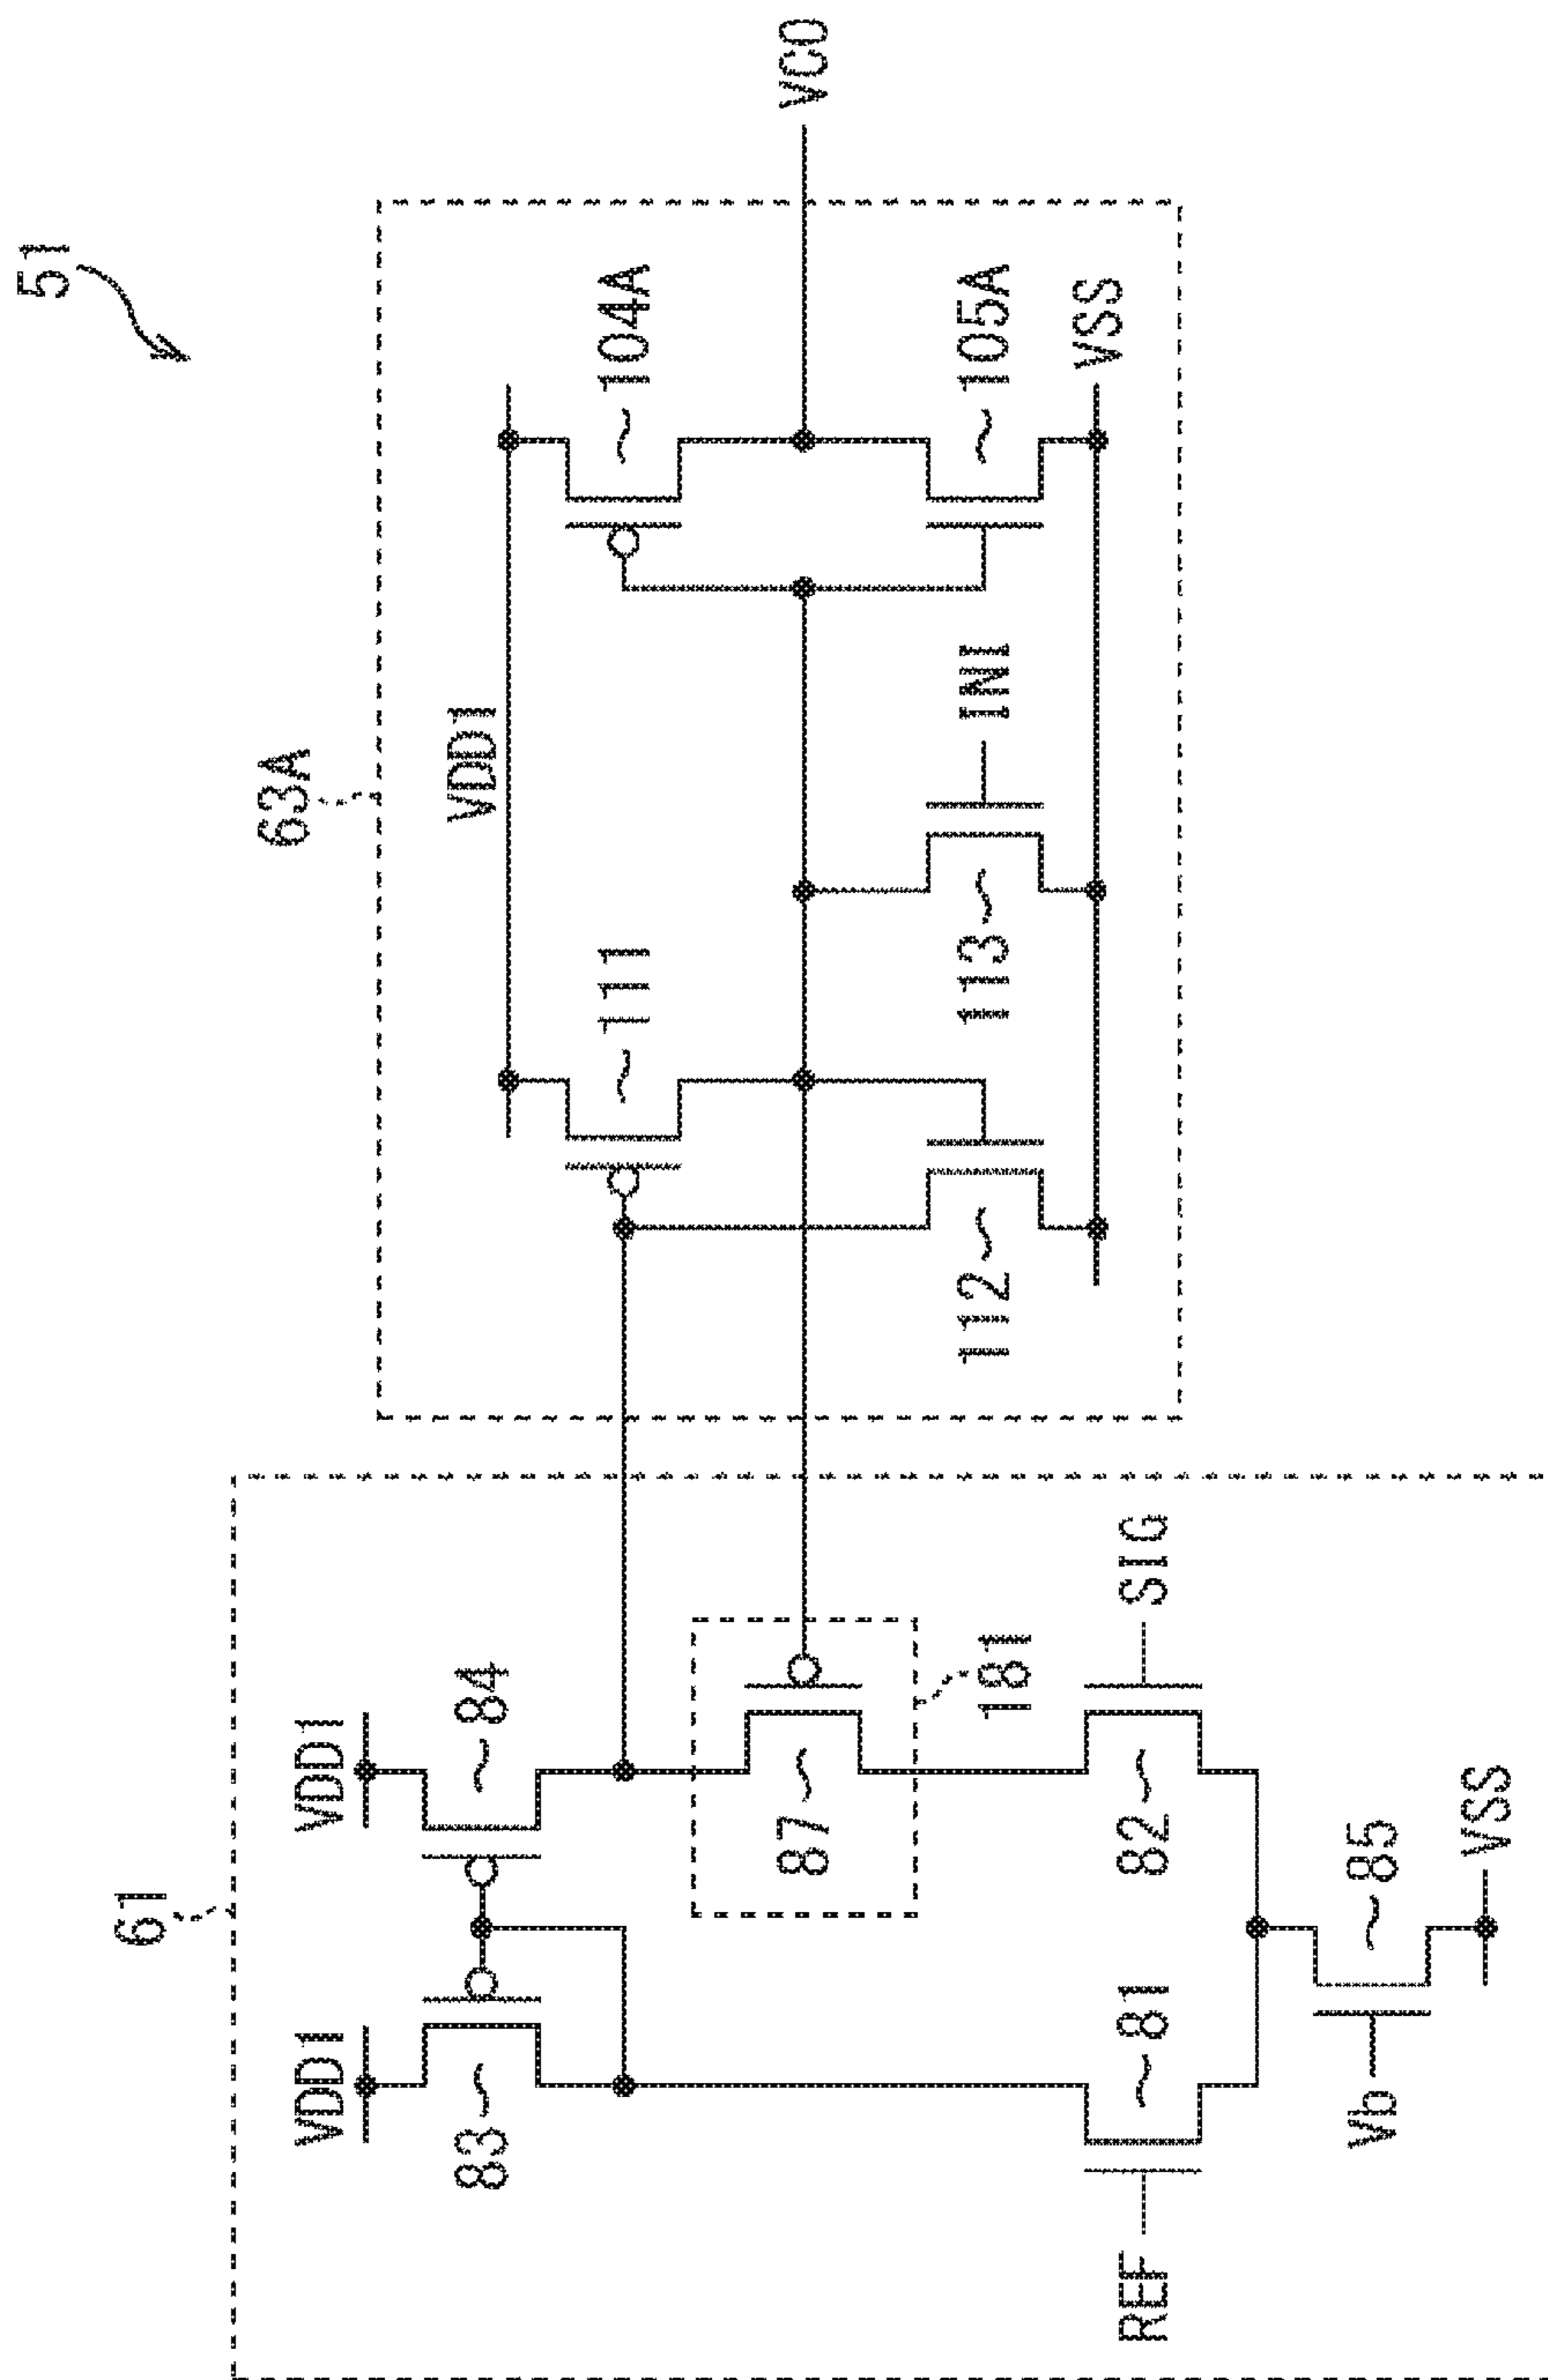 51
61
63A
VDD1
VDD1
83
84
VDD1
111
104A
VCO
87
181
REF
81
82
SIG
112
113
INI
105A
VSS
Vb
85
VSS